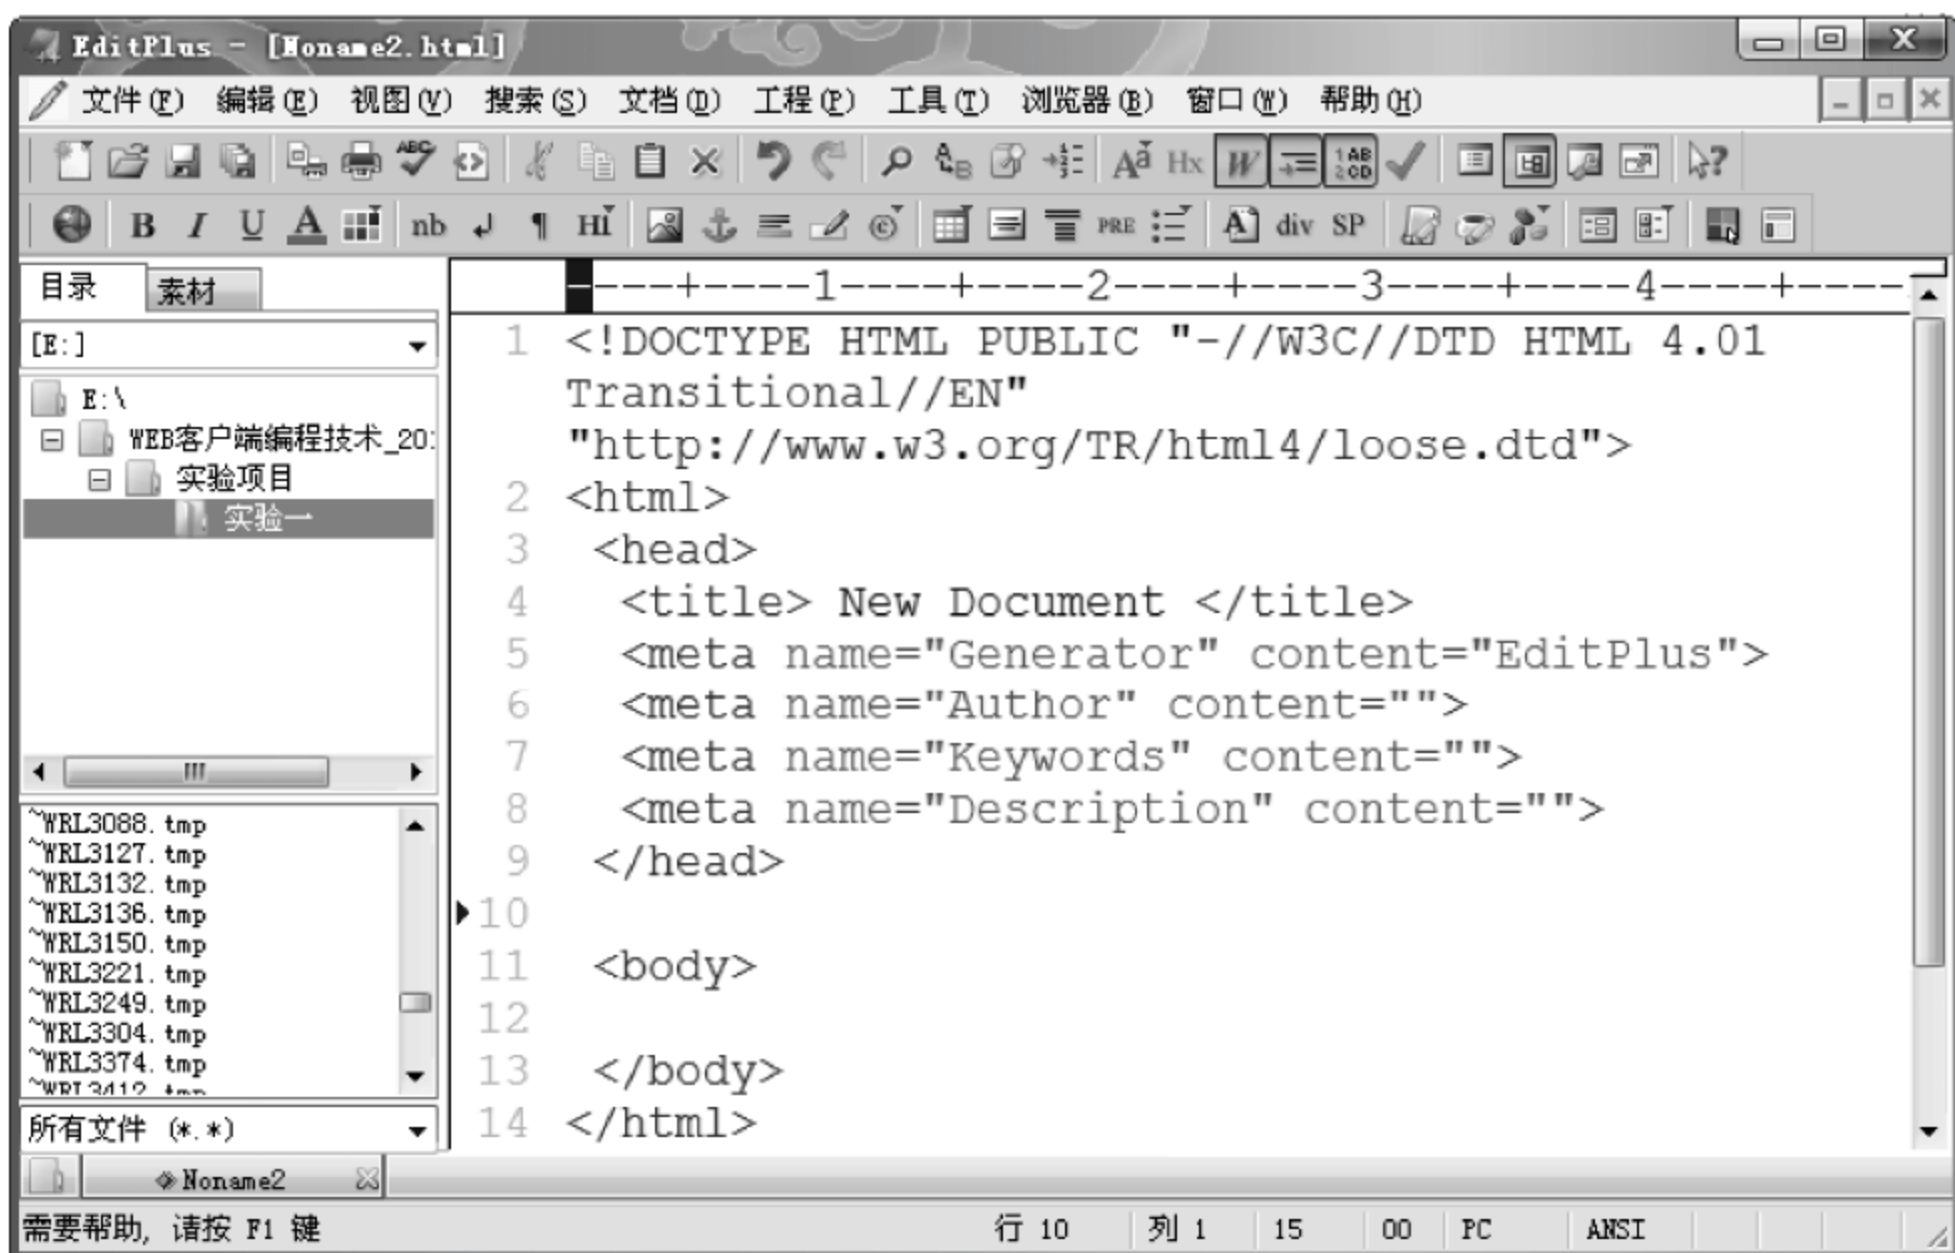 EditPlus - [Noname2.html]
文件(F) 编辑(E) 视图(V) 搜索(S) 文档(D) 工程(P) 工具(T) 浏览器(B) 窗口(W) 帮助(H)
B I U A nb HI PRE A div SP
目录 素材
[E:]
E:\
WEB客户端编程技术_20
实验项目
实验一
~WRL3088.tmp
~WRL3127.tmp
~WRL3132.tmp
~WRL3136.tmp
~WRL3150.tmp
~WRL3221.tmp
~WRL3249.tmp
~WRL3304.tmp
~WRL3374.tmp
~WRL3412.tmp
所有文件 (*.*)
----+----1----+----2----+----3----+----4----+----
1 <!DOCTYPE HTML PUBLIC "-//W3C//DTD HTML 4.01
Transitional//EN"
"http://www.w3.org/TR/html4/loose.dtd">
2 <html>
3 <head>
4 <title> New Document </title>
5 <meta name="Generator" content="EditPlus">
6 <meta name="Author" content="">
7 <meta name="Keywords" content="">
8 <meta name="Description" content="">
9 </head>
10
11 <body>
12
13 </body>
14 </html>
Noname2
需要帮助, 请按 F1 键 行 10 列 1 15 00 PC ANSI